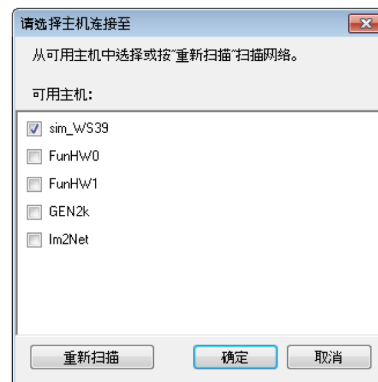 请选择主机连接至
从可用主机中选择或按"重新扫描"扫描网络。
可用主机：
sim_WS39
FunHW0
FunHW1
GEN2k
Im2Net
重新扫描
确定
取消